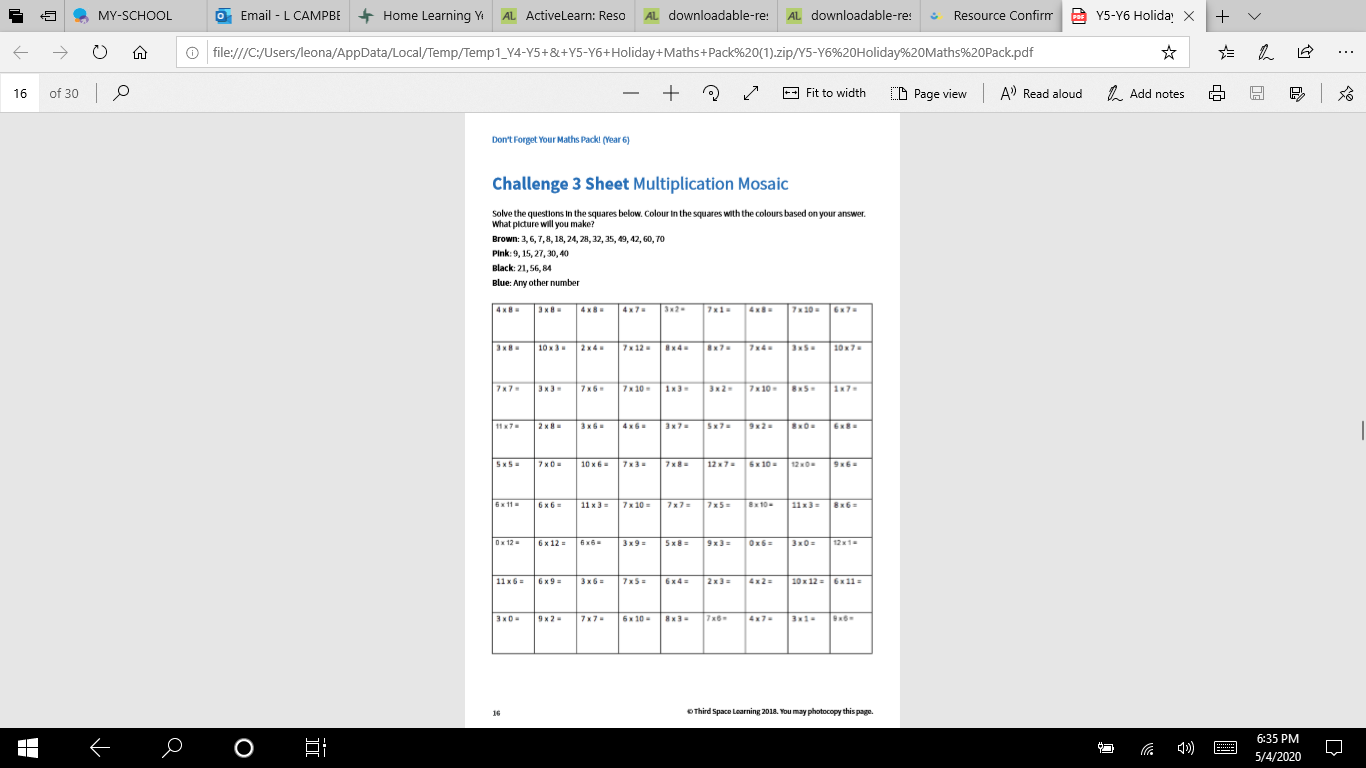 MY-SCHOOL
Email - L CAMPBE
Home Learning Ye
ActiveLearn: Reso
downloadable-res
downloadable-res
Resource Confirm
Y5-Y6 Holiday
file:///C:/Users/leona/AppData/Local/Temp/Temp1_Y4-Y5+&+Y5-Y6+Holiday+Maths+Pack%20(1).zip/Y5-Y6%20Holiday%20Maths%20Pack.pdf
16 of 30 Fit to width Page view Read aloud Add notes
Don't Forget Your Maths Pack! (Year 6)
Challenge 3 Sheet Multiplication Mosaic
Solve the questions in the squares below. Colour in the squares with the colours based on your answer.
What picture will you make?
Brown: 3, 6, 7, 8, 18, 24, 28, 32, 35, 49, 42, 60, 70
Pink: 9, 15, 27, 30, 40
Black: 21, 56, 84
Blue: Any other number
4 x 8 = 3 x 8 = 4 x 8 = 4 x 7 = 3 x 2 = 7 x 1 = 4 x 8 = 7 x 10 = 6 x 7 =
3 x 8 = 10 x 3 = 2 x 4 = 7 x 12 = 8 x 4 = 8 x 7 = 7 x 4 = 3 x 5 = 10 x 7 =
7 x 7 = 3 x 3 = 7 x 6 = 7 x 10 = 1 x 3 = 3 x 2 = 7 x 10 = 8 x 5 = 1 x 7 =
11 x 7 = 2 x 8 = 3 x 6 = 4 x 6 = 3 x 7 = 5 x 7 = 9 x 2 = 8 x 0 = 6 x 8 =
5 x 5 = 7 x 0 = 10 x 6 = 7 x 3 = 7 x 8 = 12 x 7 = 6 x 10 = 12 x 0 = 9 x 6 =
6 x 11 = 6 x 6 = 11 x 3 = 7 x 10 = 7 x 7 = 7 x 5 = 8 x 10 = 11 x 3 = 8 x 6 =
0 x 12 = 6 x 12 = 6 x 6 = 3 x 9 = 5 x 8 = 9 x 3 = 0 x 6 = 3 x 0 = 12 x 1 =
11 x 6 = 6 x 9 = 3 x 6 = 7 x 5 = 6 x 4 = 2 x 3 = 4 x 2 = 10 x 12 = 6 x 11 =
3 x 0 = 9 x 2 = 7 x 7 = 6 x 10 = 8 x 3 = 7 x 6 = 4 x 7 = 3 x 1 =
16
© Third Space Learning 2018. You may photocopy this page.
6:35 PM
5/4/2020